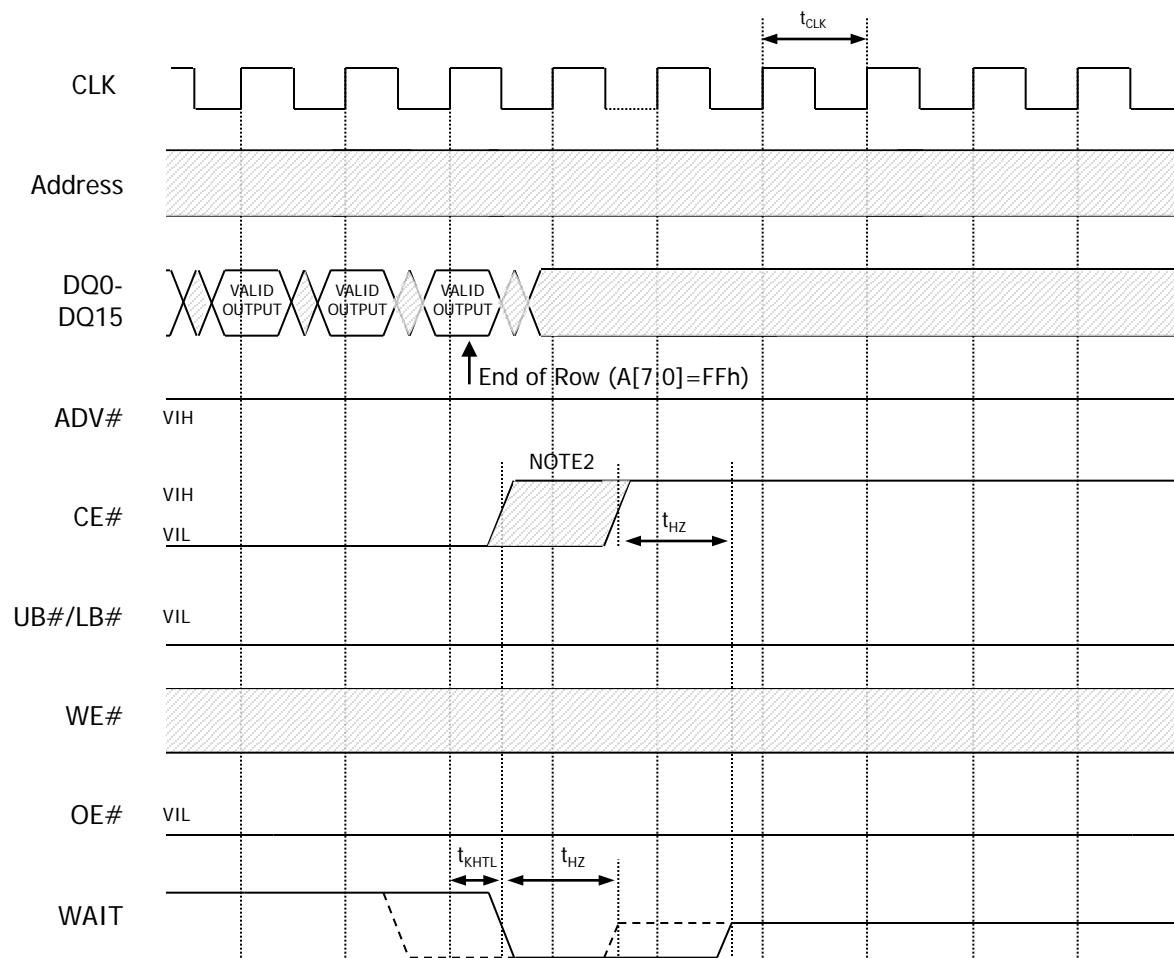 tCLK
CLK
Address
DQ0-
DQ15
VALID
OUTPUT
VALID
OUTPUT
VALID
OUTPUT
End of Row (A[7 0]=FFh)
ADV#
VIH
NOTE2
VIH
CE#
VIL
tHZ
UB#/LB#
VIL
WE#
OE#
VIL
tKHTL
tHZ
WAIT